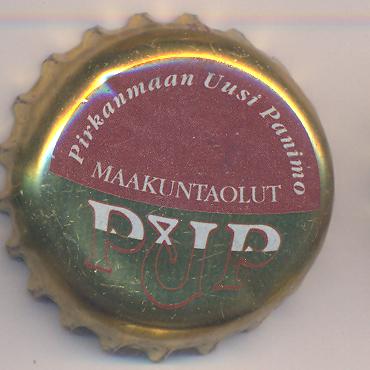 Pirkanmaan Uusi Panimo
MAAKUNTAOLUT
PUP